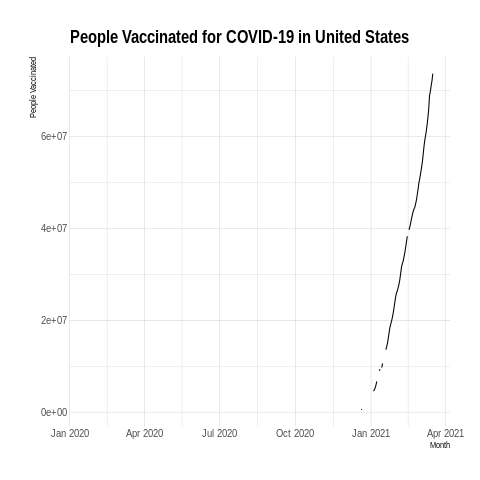 People Vaccinated for COVID-19 in United States
People Vaccinated
6e+07
4e+07
2e+07
0e+00
Jan 2020 Apr 2020 Jul 2020 Oct 2020 Jan 2021 Apr 2021
Month